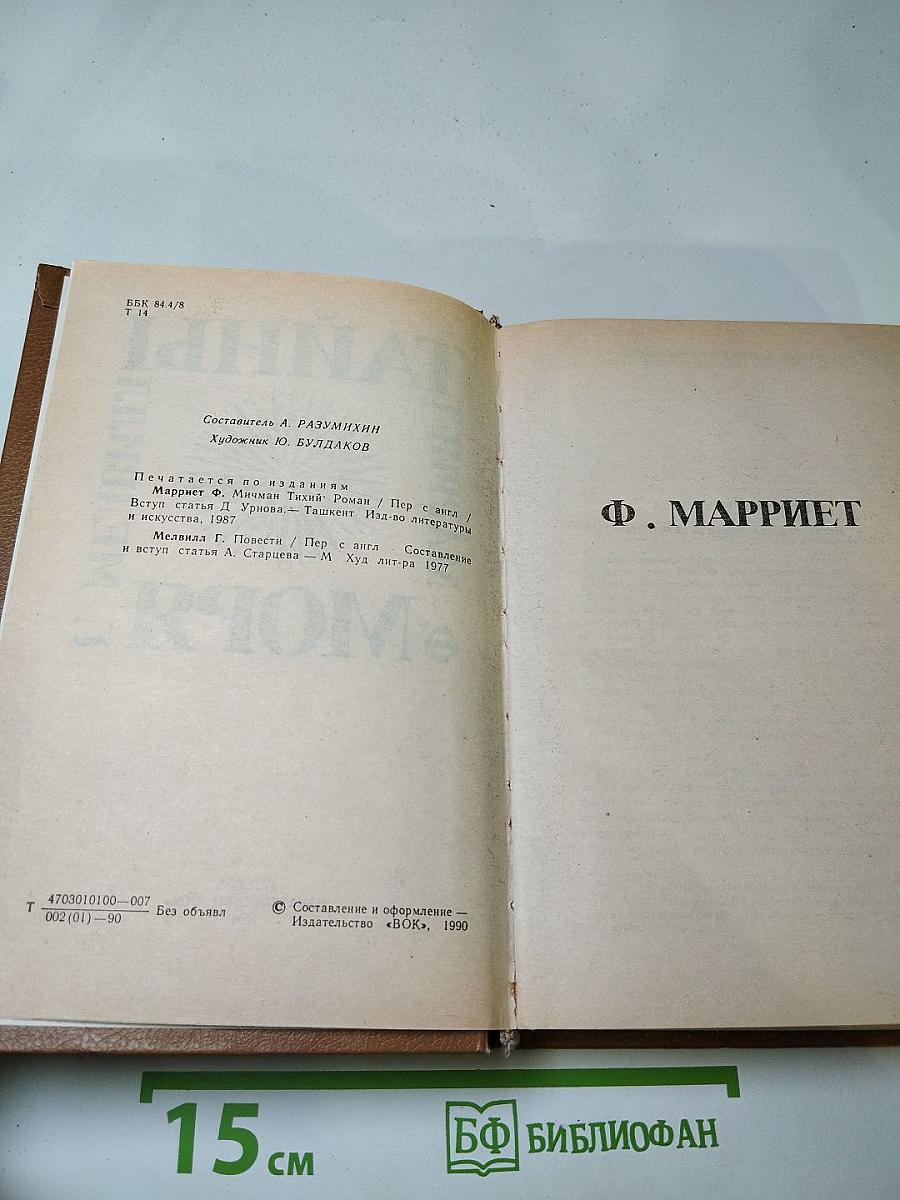 ББК 84.4/8
Т 14
Составитель А. РАЗУМИХИН
Художник Ю. БУЛДАКОВ
Печатается по изданиям
Марриет Ф. Мичман Тихий· Роман / Пер с англ /
Вступ статья Д Урнова.— Ташкент Изд-во литературы
и искусства, 1987
Мелвилл Г. Повести / Пер с англ . Составление
и вступ статья А. Старцева — М Худ лит-ра 1977
Т 4703010100—007
002(01)—90 Без объявл
© Составление и оформление —
Издательство «ВОК», 1990
Ф . МАРРИЕТ
ТАЙНЫ
МОРЯ
15 см
БФ БИБЛИОФАН